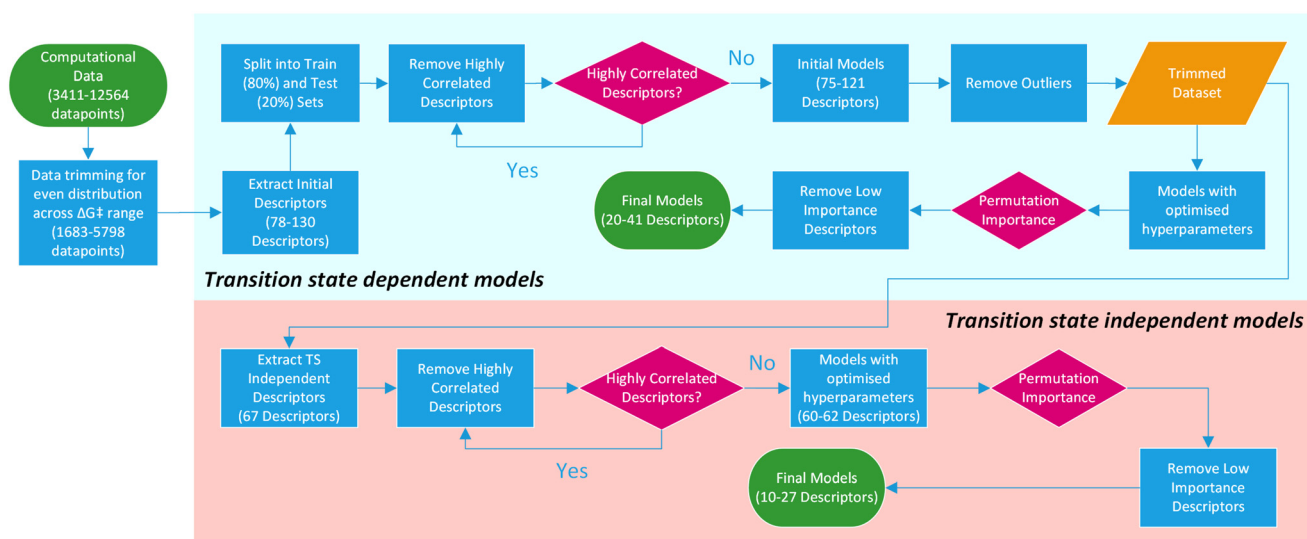 Computational
Data
(3411-12564
datapoints)
Data trimming for
even distribution
across ΔG‡ range
(1683-5798
datapoints)
Extract Initial
Descriptors
(78-130
Descriptors)
Split into Train
(80%) and Test
(20%) Sets
Remove Highly
Correlated
Descriptors
Highly Correlated
Descriptors?
Yes
No
Initial Models
(75-121
Descriptors)
Remove Outliers
Trimmed
Dataset
Models with
optimised
hyperparameters
Permutation
Importance
Remove Low
Importance
Descriptors
Final Models
(20-41 Descriptors)
Transition state dependent models
Transition state independent models
Extract TS
Independent
Descriptors
(67 Descriptors)
Remove Highly
Correlated
Descriptors
Highly Correlated
Descriptors?
Yes
No
Models with
optimised
hyperparameters
(60-62 Descriptors)
Permutation
Importance
Remove Low
Importance
Descriptors
Final Models
(10-27 Descriptors)